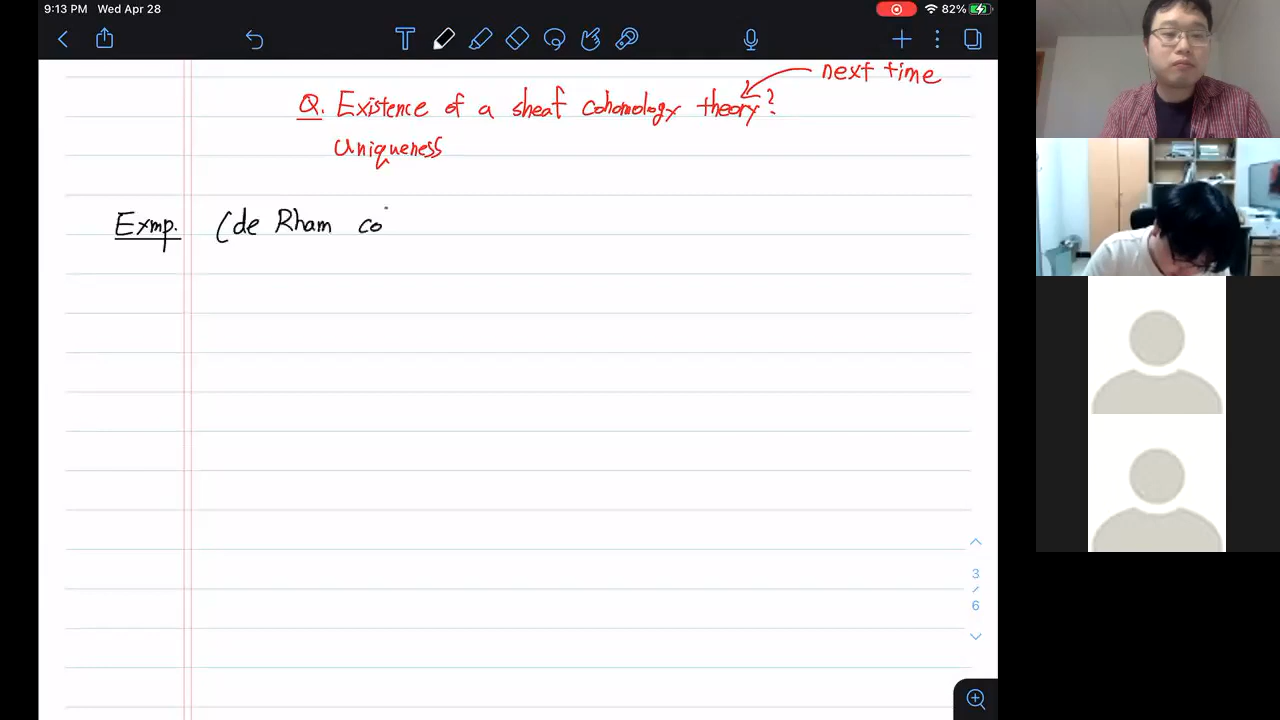 9:13 PM Wed Apr 28
82%
next time
Q. Existence of a sheaf cohomology theory?
Uniqueness
Exmp. (de Rham co
3
/
6